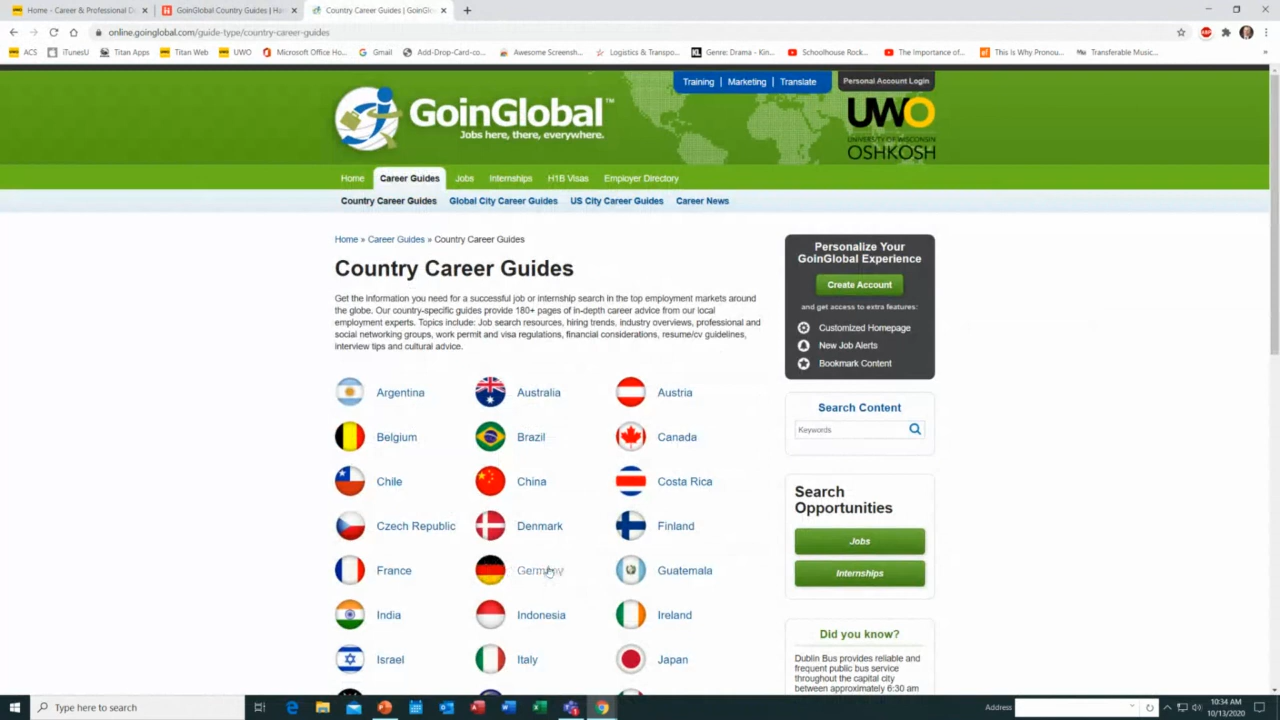 Home - Career & Professional D
GoinGlobal Country Guides | Ha
Country Career Guides | GoinGlo
online.goinglobal.com/guide-type/country-career-guides
ACS
iTunesU
Titan Apps
Titan Web
UWO
Microsoft Office Ho...
Gmail
Add-Drop-Card-co...
Awesome Screensh...
Logistics & Transpo...
Genre: Drama - Kin...
Schoolhouse Rock...
The Importance of...
This Is Why Pronou...
Transferable Music...
Training | Marketing | Translate
Personal Account Login
GoinGlobal™
Jobs here, there, everywhere.
UWO
UNIVERSITY OF WISCONSIN
OSHKOSH
Home
Career Guides
Jobs
Internships
H1B Visas
Employer Directory
Country Career Guides
Global City Career Guides
US City Career Guides
Career News
Home » Career Guides » Country Career Guides
Country Career Guides
Get the information you need for a successful job or internship search in the top employment markets around
the globe. Our country-specific guides provide 180+ pages of in-depth career advice from our local
employment experts. Topics include: Job search resources, hiring trends, industry overviews, professional and
social networking groups, work permit and visa regulations, financial considerations, resume/cv guidelines,
interview tips and cultural advice.
Argentina
Australia
Austria
Belgium
Brazil
Canada
Chile
China
Costa Rica
Czech Republic
Denmark
Finland
France
Germany
Guatemala
India
Indonesia
Ireland
Israel
Italy
Japan
Personalize Your
GoinGlobal Experience
Create Account
and get access to extra features:
Customized Homepage
New Job Alerts
Bookmark Content
Search Content
Keywords
Search
Opportunities
Jobs
Internships
Did you know?
Dublin Bus provides reliable and
frequent public bus service
throughout the capital city
between approximately 6:30 am
Type here to search
Address
10:34 AM
10/13/2020